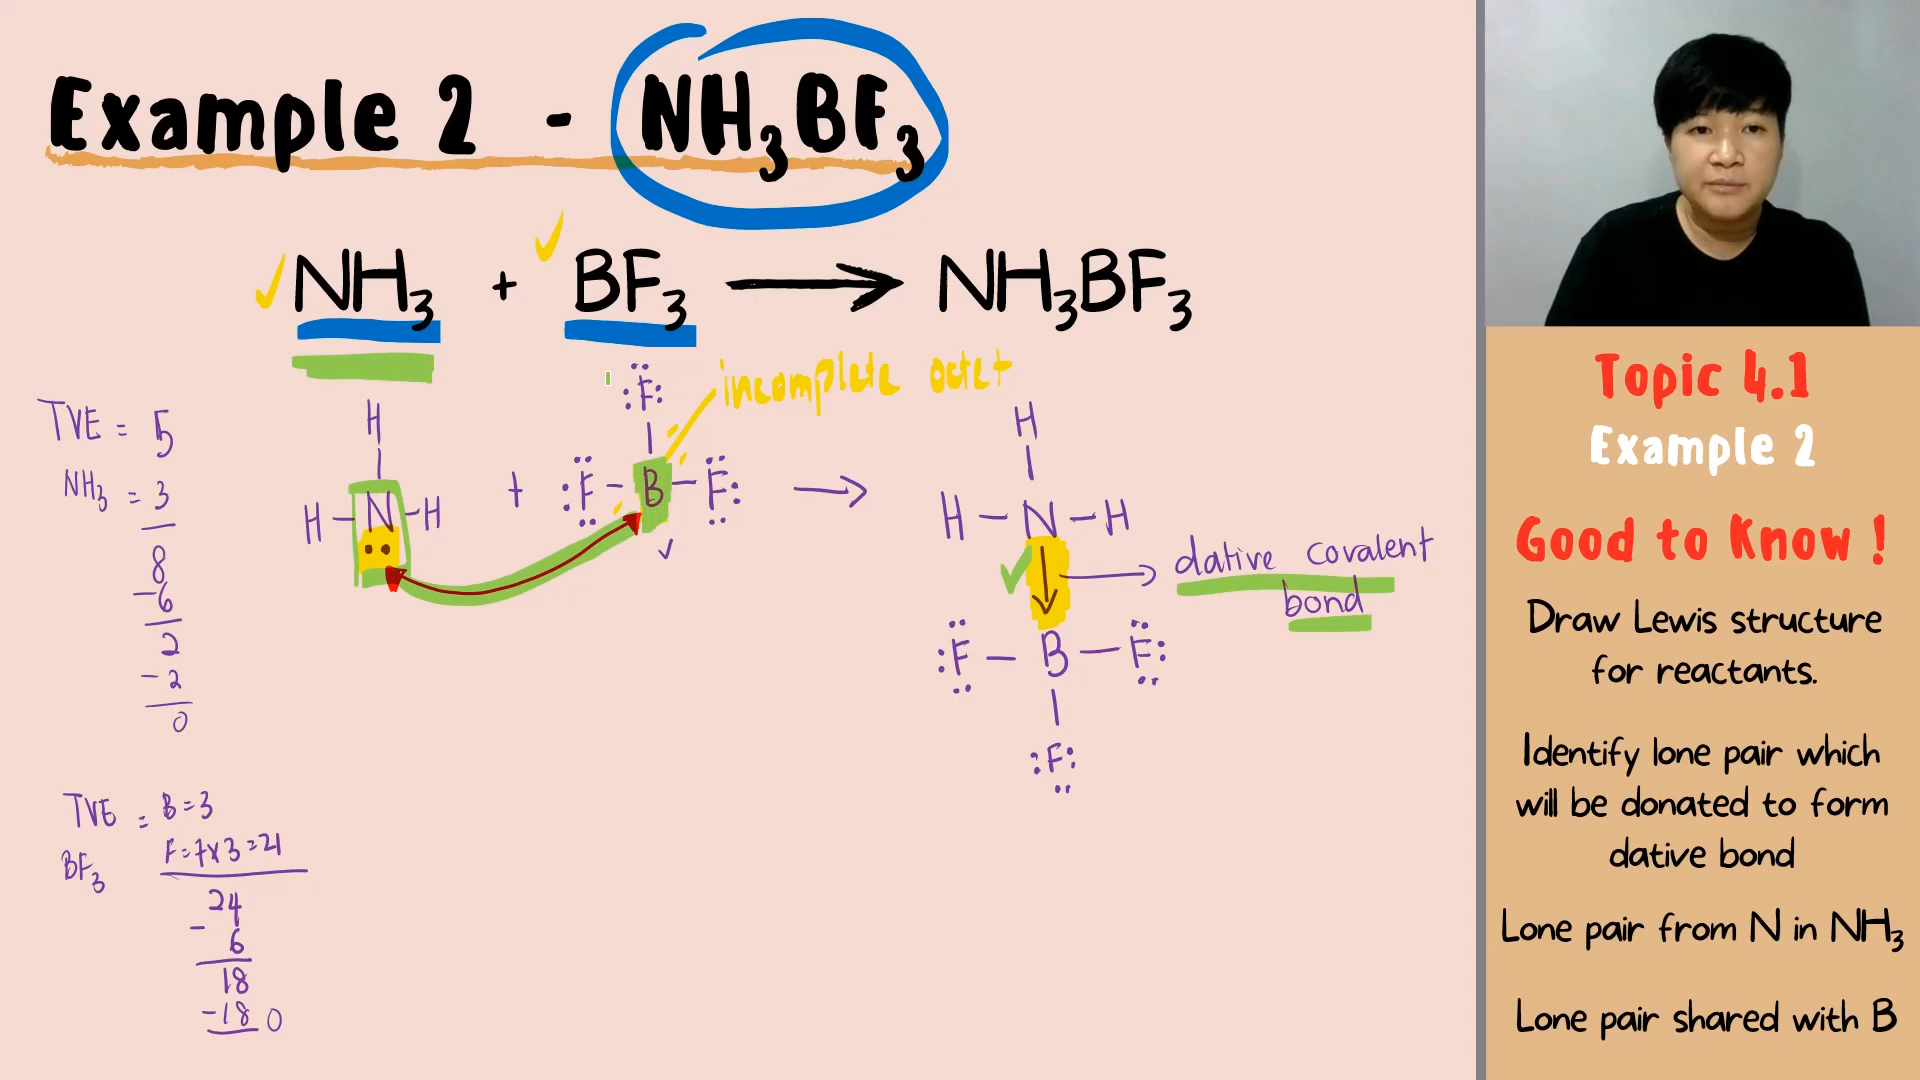 Example 2 - NH₃BF₃
NH₃ + BF₃ ⟶ NH₃BF₃
incomplete octet
TVE = 5
NH₃ = 3
8
-6
2
-2
0
H
H-N-H
+
F
F-B-F
→
H
H-N-H
dative covalent
bond
F-B-F
F
TVE = B=3
BF₃ F=7x3=21
24
-6
18
-18 0
Topic 4.1
Example 2
Good to Know !
Draw Lewis structure
for reactants.
Identify lone pair which
will be donated to form
dative bond
Lone pair from N in NH₃
Lone pair shared with B